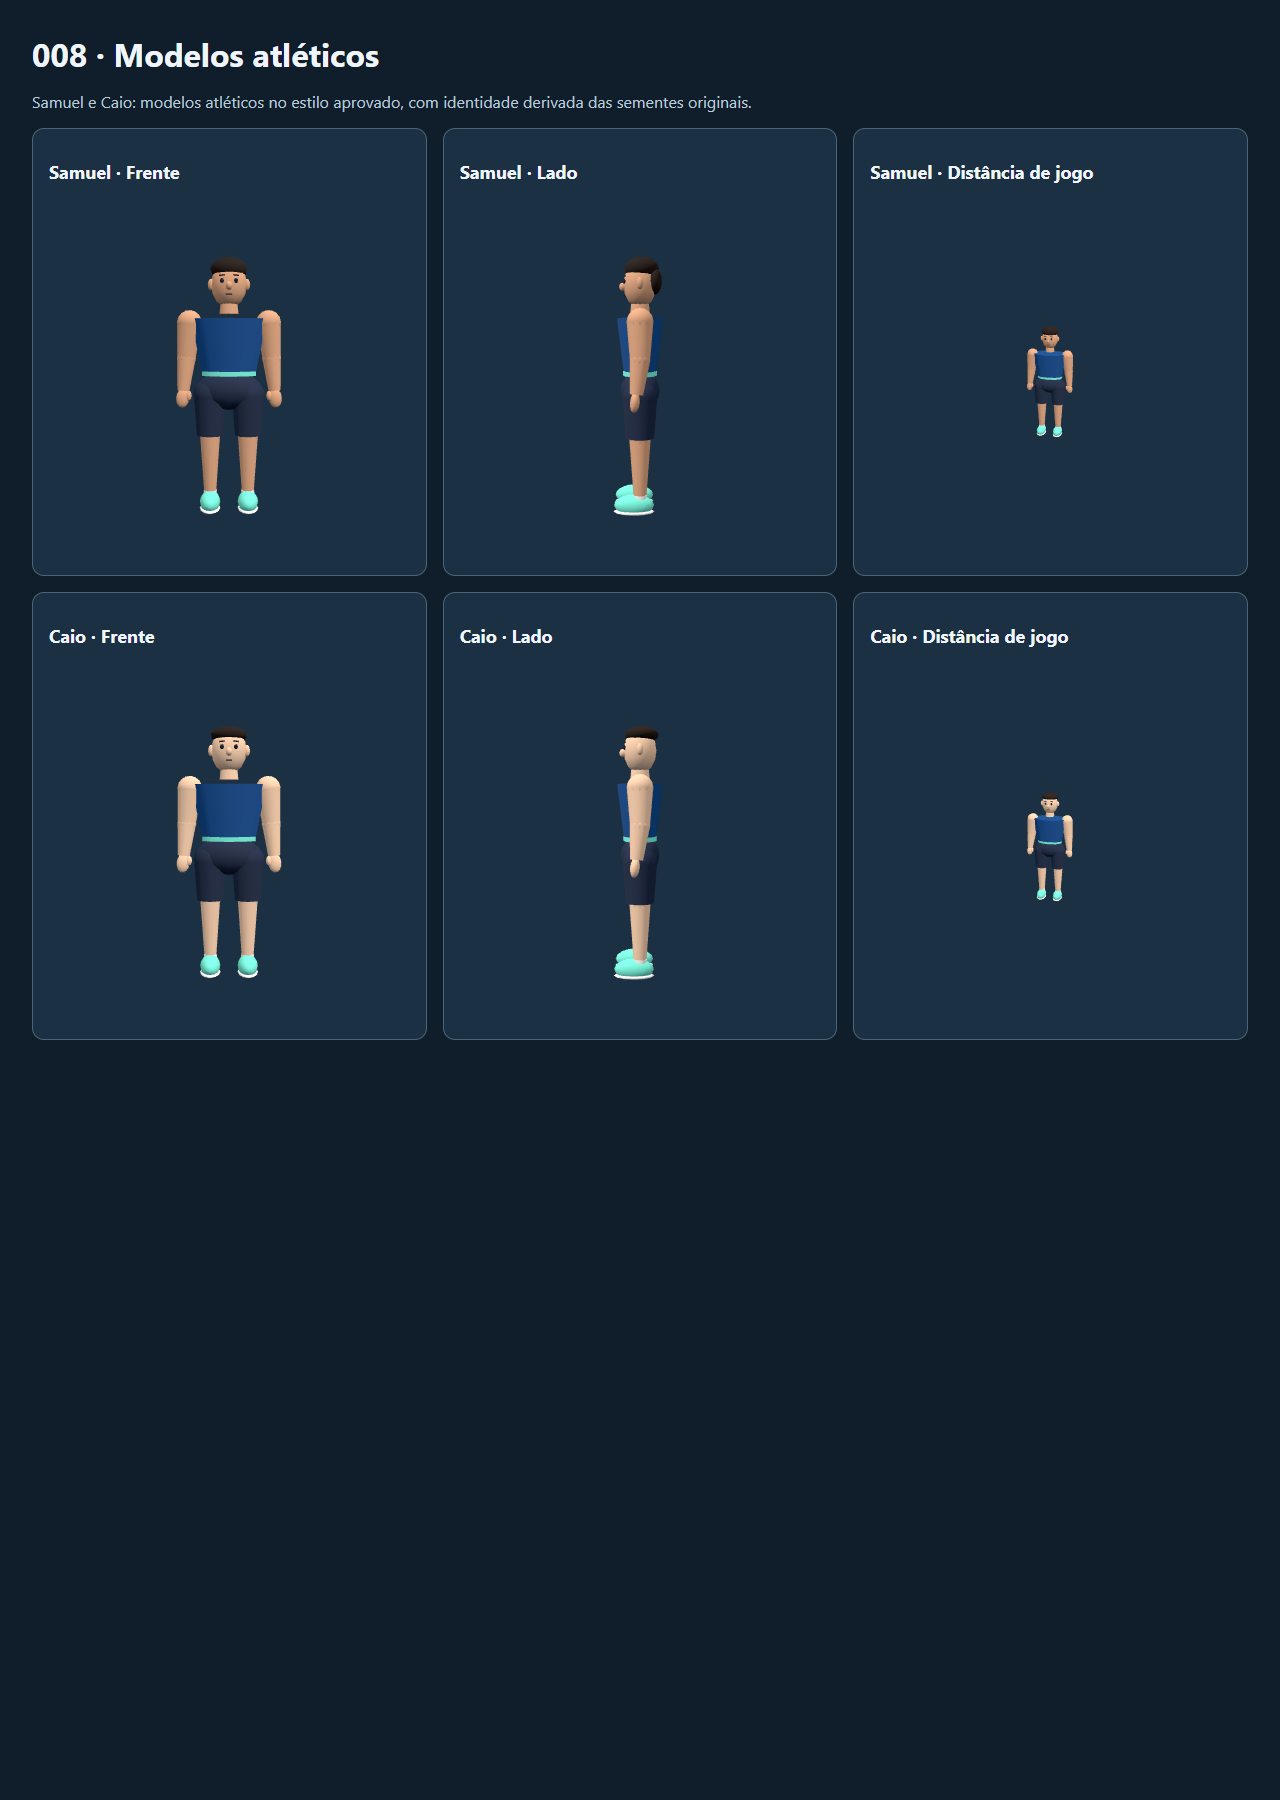 008 · Modelos atléticos
Samuel e Caio: modelos atléticos no estilo aprovado, com identidade derivada das sementes originais.
Samuel · Frente
Samuel · Lado
Samuel · Distância de jogo
Caio · Frente
Caio · Lado
Caio · Distância de jogo